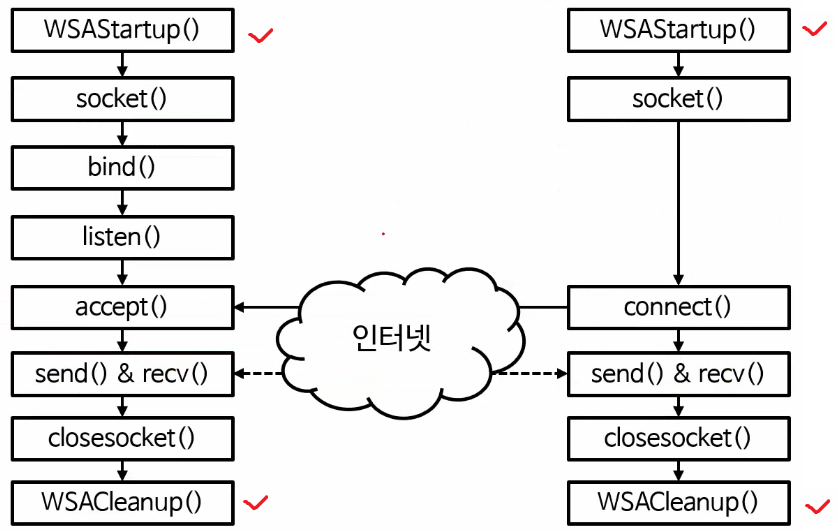 WSAStartup()
socket()
bind()
listen()
accept()
send() & recv()
closesocket()
WSACleanup()
인터넷
WSAStartup()
socket()
connect()
send() & recv()
closesocket()
WSACleanup()